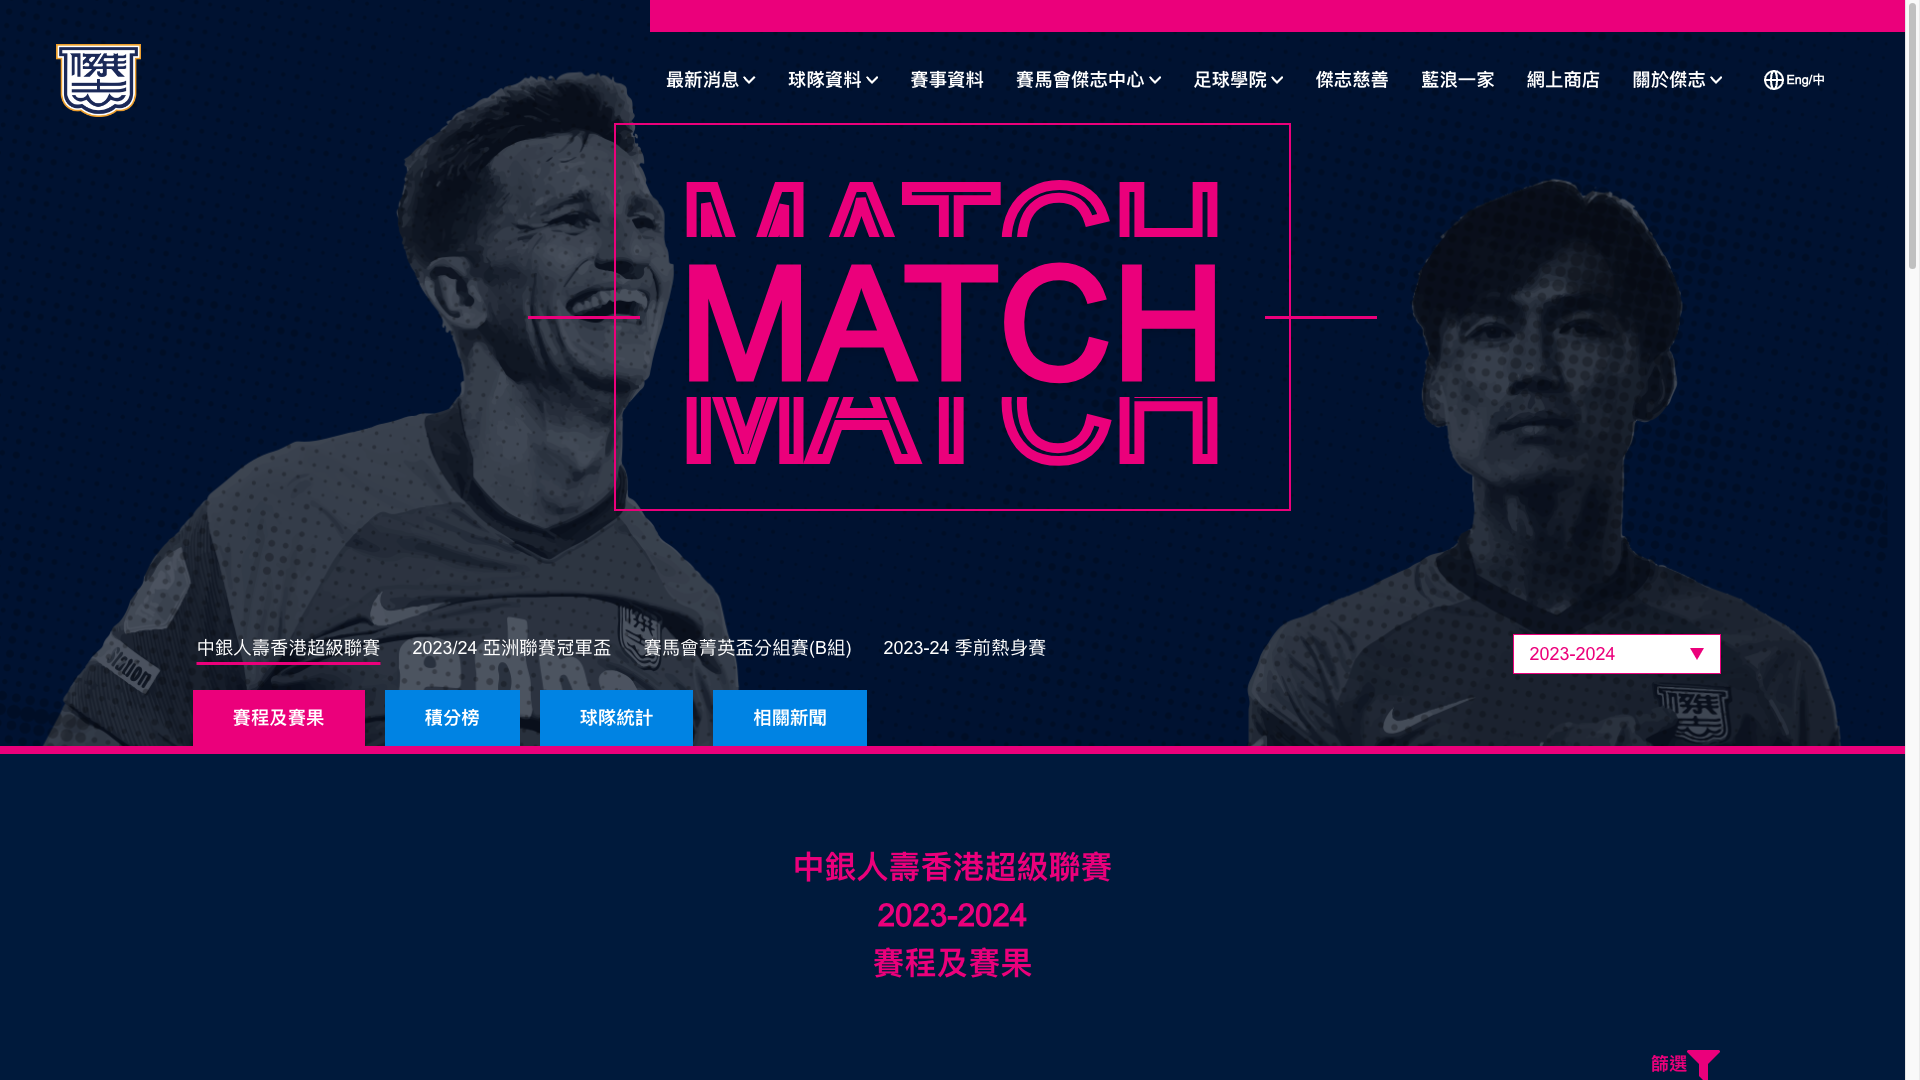 傑志
最新消息 球隊資料 賽事資料 賽馬會傑志中心 足球學院 傑志慈善 藍浪一家 網上商店 關於傑志 Eng/中
MATCH
MATCH
MATCH
中銀人壽香港超級聯賽 2023/24 亞洲聯賽冠軍盃 賽馬會菁英盃分組賽(B組) 2023-24 季前熱身賽
2023-2024
Station
傑志
賽程及賽果 積分榜 球隊統計 相關新聞
中銀人壽香港超級聯賽
2023-2024
賽程及賽果
篩選